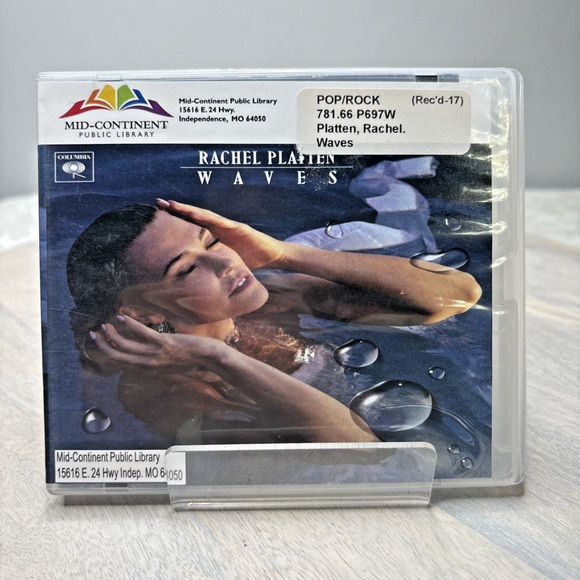 MID-CONTINENT
PUBLIC LIBRARY
Mid-Continent Public Library
15616 E. 24 Hwy.
Independence, MO 64050
POP/ROCK (Rec'd-17)
781.66 P697W
Platten, Rachel.
Waves
COLUMBIA
RACHEL PLATTEN
WAVES
Mid-Continent Public Library
15616 E. 24 Hwy Indep. MO 64050